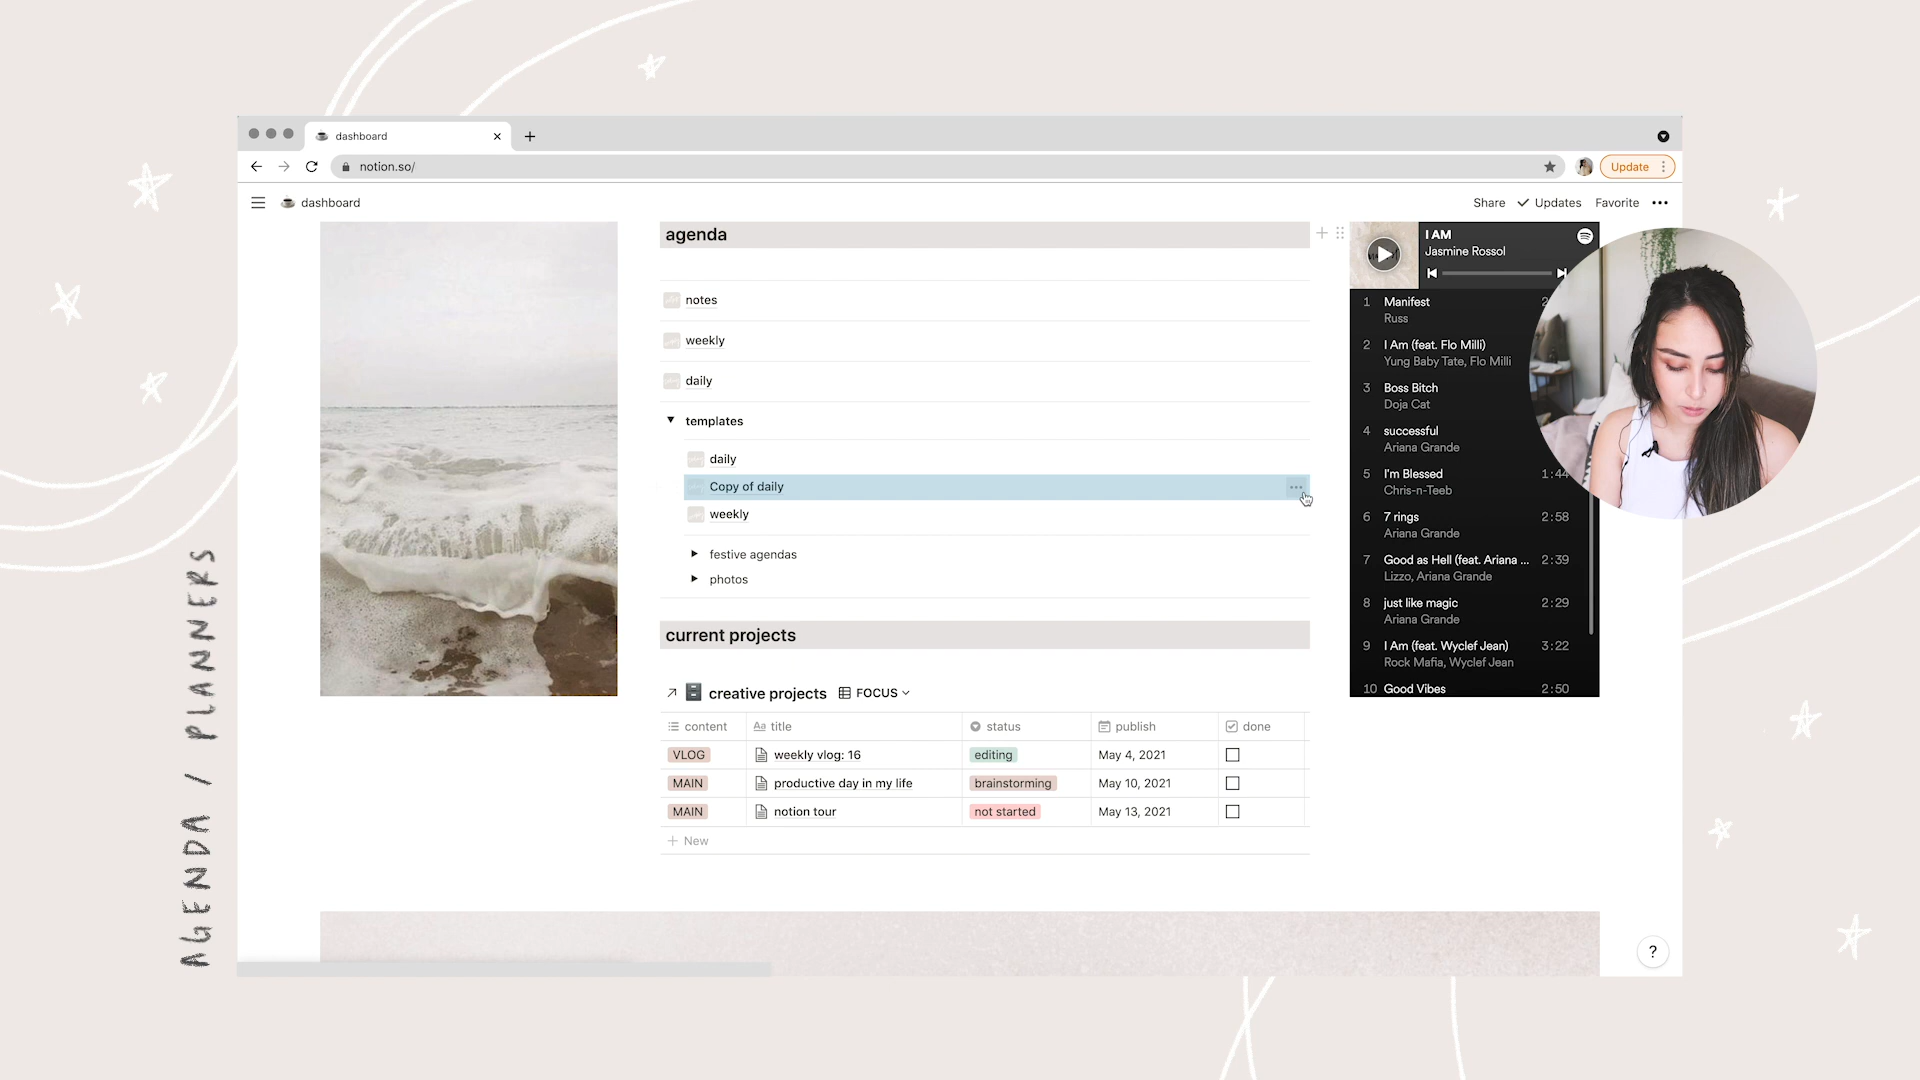 dashboard
notion.so/
Update
dashboard
Share
Updates
Favorite
agenda
notes
weekly
daily
templates
daily
Copy of daily
weekly
festive agendas
photos
current projects
creative projects FOCUS
content Aa title status publish done
VLOG weekly vlog: 16 editing May 4, 2021
MAIN productive day in my life brainstorming May 10, 2021
MAIN notion tour not started May 13, 2021
New
I AM
Jasmine Rossol
1 Manifest
Russ
2 I Am (feat. Flo Milli)
Yung Baby Tate, Flo Milli
3 Boss Bitch
Doja Cat
4 successful
Ariana Grande
5 I'm Blessed 1:44
Chris-n-Teeb
6 7 rings 2:58
Ariana Grande
7 Good as Hell (feat. Ariana ... 2:39
Lizzo, Ariana Grande
8 just like magic 2:29
Ariana Grande
9 I Am (feat. Wyclef Jean) 3:22
Rock Mafia, Wyclef Jean
10 Good Vibes 2:50
?
AGENDA / PLANNERS